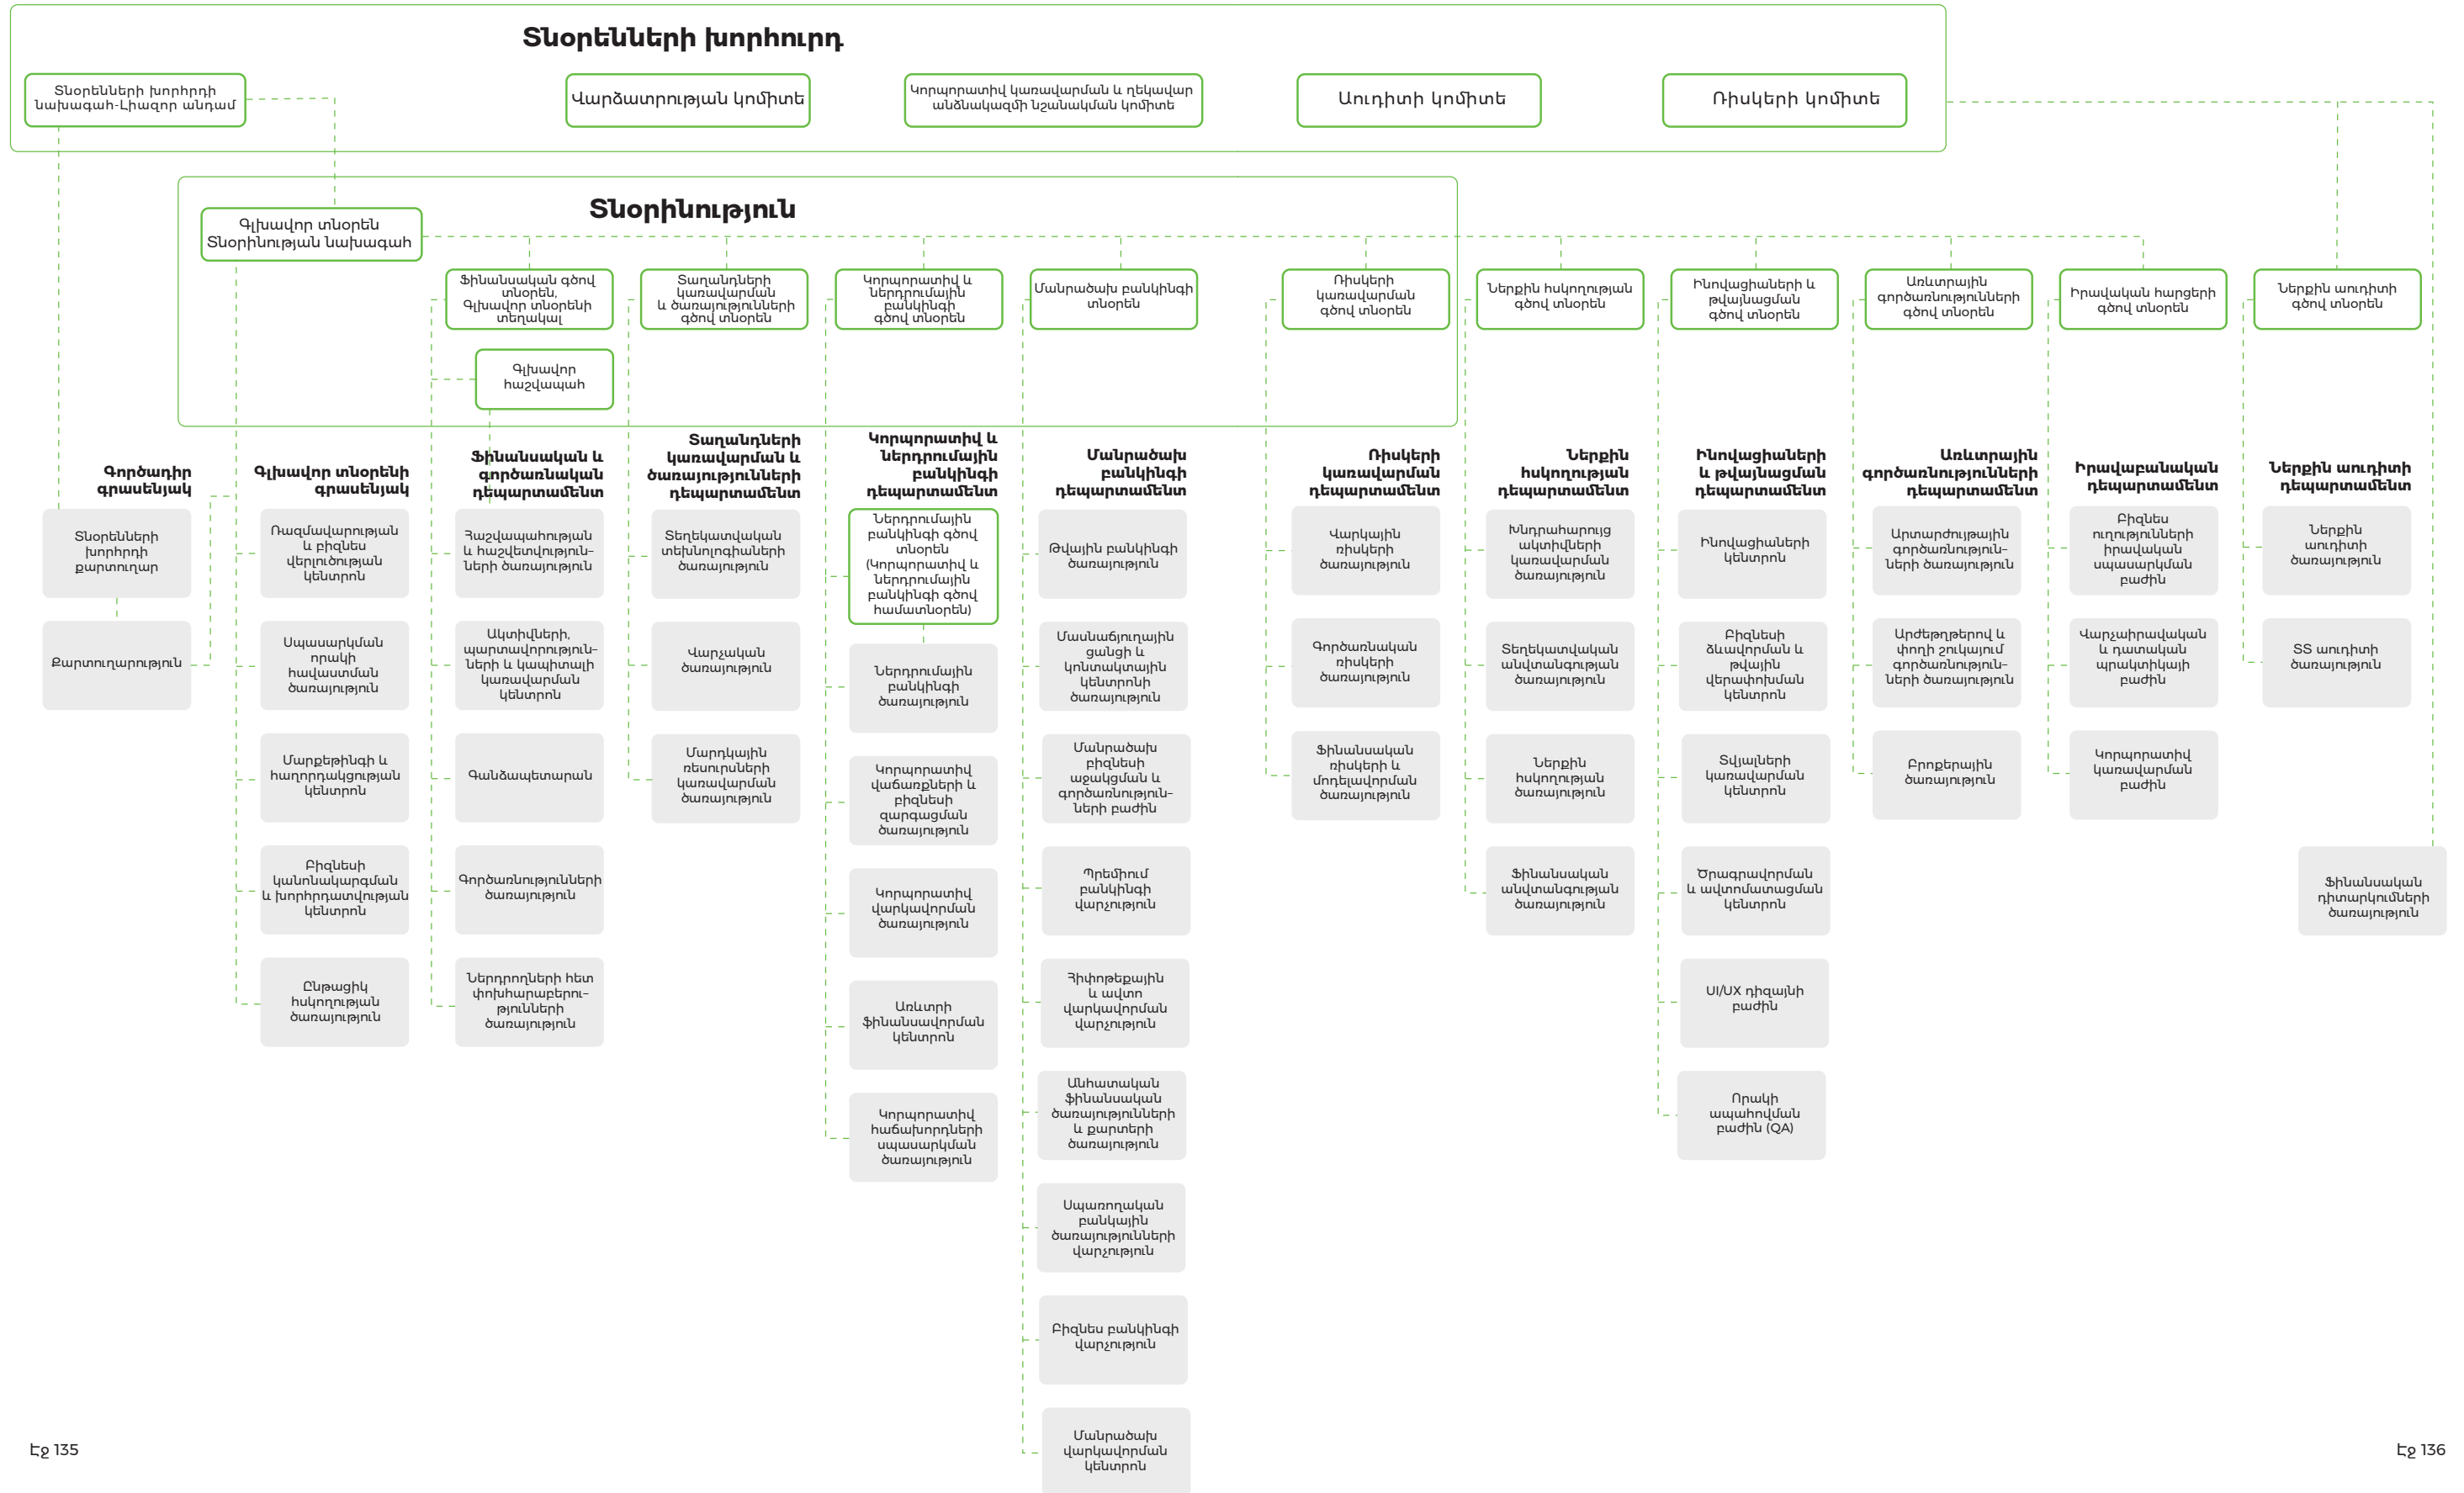 Տնօրենների խորհուրդ
Տնօրենների խորհրդի
նախագահ-Լիազոր անդամ
Վարձատրության կոմիտե
Կորպորատիվ կառավարման և ղեկավար
անձնակազմի նշանակման կոմիտե
Աուդիտի կոմիտե
Ռիսկերի կոմիտե
Տնօրինություն
Գլխավոր տնօրեն
Տնօրինության նախագահ
Ֆինանսական գծով
տնօրեն,
Գլխավոր տնօրենի
տեղակալ
Տաղանդների
կառավարման
և ծառայությունների
գծով տնօրեն
Կորպորատիվ և
ներդրումային
բանկինգի
գծով տնօրեն
Մանրածախ բանկինգի
տնօրեն
Ռիսկերի
կառավարման
գծով տնօրեն
Ներքին հսկողության
գծով տնօրեն
Ինովացիաների և
թվայնացման
գծով տնօրեն
Առևտրային
գործառնությունների
գծով տնօրեն
Իրավական հարցերի
գծով տնօրեն
Ներքին աուդիտի
գծով տնօրեն
Գլխավոր
հաշվապահ
Գործադիր
գրասենյակ
Տնօրենների
խորհրդի
քարտուղար
Քարտուղարություն
Գլխավոր տնօրենի
գրասենյակ
Ռազմավարության
և բիզնես
վերլուծության
կենտրոն
Սպասարկման
որակի
հավաստման
ծառայություն
Մարքեթինգի և
հաղորդակցության
կենտրոն
Բիզնեսի
կանոնակարգման
և խորհրդատվության
կենտրոն
Ընթացիկ
հսկողության
ծառայություն
Ֆինանսական և
գործառնական
դեպարտամենտ
Հաշվապահության
և հաշվետվություն-
ների ծառայություն
Ակտիվների,
պարտավորություն-
ների և կապիտալի
կառավարման
կենտրոն
Գանձապետարան
Գործառնությունների
ծառայություն
Ներդրողների հետ
փոխհարաբերու-
թյունների
ծառայություն
Տաղանդների
կառավարման և
ծառայությունների
դեպարտամենտ
Տեղեկատվական
տեխնոլոգիաների
ծառայություն
Վարչական
ծառայություն
Մարդկային
ռեսուրսների
կառավարման
ծառայություն
Կորպորատիվ և
ներդրումային
բանկինգի
դեպարտամենտ
Ներդրումային
բանկինգի գծով
տնօրեն
(Կորպորատիվ և
ներդրումային
բանկինգի գծով
համատնօրեն)
Ներդրումային
բանկինգի
ծառայություն
Կորպորատիվ
վաճառքների և
բիզնեսի
զարգացման
ծառայություն
Կորպորատիվ
վարկավորման
ծառայություն
Առևտրի
ֆինանսավորման
կենտրոն
Կորպորատիվ
հաճախորդների
սպասարկման
ծառայություն
Մանրածախ
բանկինգի
դեպարտամենտ
Թվային բանկինգի
ծառայություն
Մասնաճյուղային
ցանցի և
կոնտակտային
կենտրոնի
ծառայություն
Մանրածախ
բիզնեսի
աջակցման և
գործառնություն-
ների բաժին
Պրեմիում
բանկինգի
վարչություն
Հիփոթեքային
և ավտո
վարկավորման
վարչություն
Անհատական
ֆինանսական
ծառայությունների
և քարտերի
ծառայություն
Սպառողական
բանկային
ծառայությունների
վարչություն
Բիզնես բանկինգի
վարչություն
Մանրածախ
վարկավորման
կենտրոն
Ռիսկերի
կառավարման
դեպարտամենտ
Վարկային
ռիսկերի
ծառայություն
Գործառնական
ռիսկերի
ծառայություն
Ֆինանսական
ռիսկերի և
մոդելավորման
ծառայություն
Ներքին
հսկողության
դեպարտամենտ
Խնդրահարույց
ակտիվների
կառավարման
ծառայություն
Տեղեկատվական
անվտանգության
ծառայություն
Ներքին
հսկողության
ծառայություն
Ֆինանսական
անվտանգության
ծառայություն
Ինովացիաների
և թվայնացման
դեպարտամենտ
Ինովացիաների
կենտրոն
Բիզնեսի
ձևավորման և
թվային
վերափոխման
կենտրոն
Տվյալների
կառավարման
կենտրոն
Ծրագրավորման
և ավտոմատացման
կենտրոն
UI/UX դիզայնի
բաժին
Որակի
ապահովման
բաժին (QA)
Առևտրային
գործառնությունների
դեպարտամենտ
Արտարժույթային
գործառնություն-
ների ծառայություն
Արժեթղթերով և
փողի շուկայում
գործառնություն-
ների ծառայություն
Բրոքերային
ծառայություն
Իրավաբանական
դեպարտամենտ
Բիզնես
ուղղությունների
իրավական
սպասարկման
բաժին
Վարչաիրավական
և դատական
պրակտիկայի
բաժին
Կորպորատիվ
կառավարման
բաժին
Ներքին աուդիտի
դեպարտամենտ
Ներքին
աուդիտի
ծառայություն
ՏՏ աուդիտի
ծառայություն
Ֆինանսական
դիտարկումների
ծառայություն
Էջ 135
Էջ 136